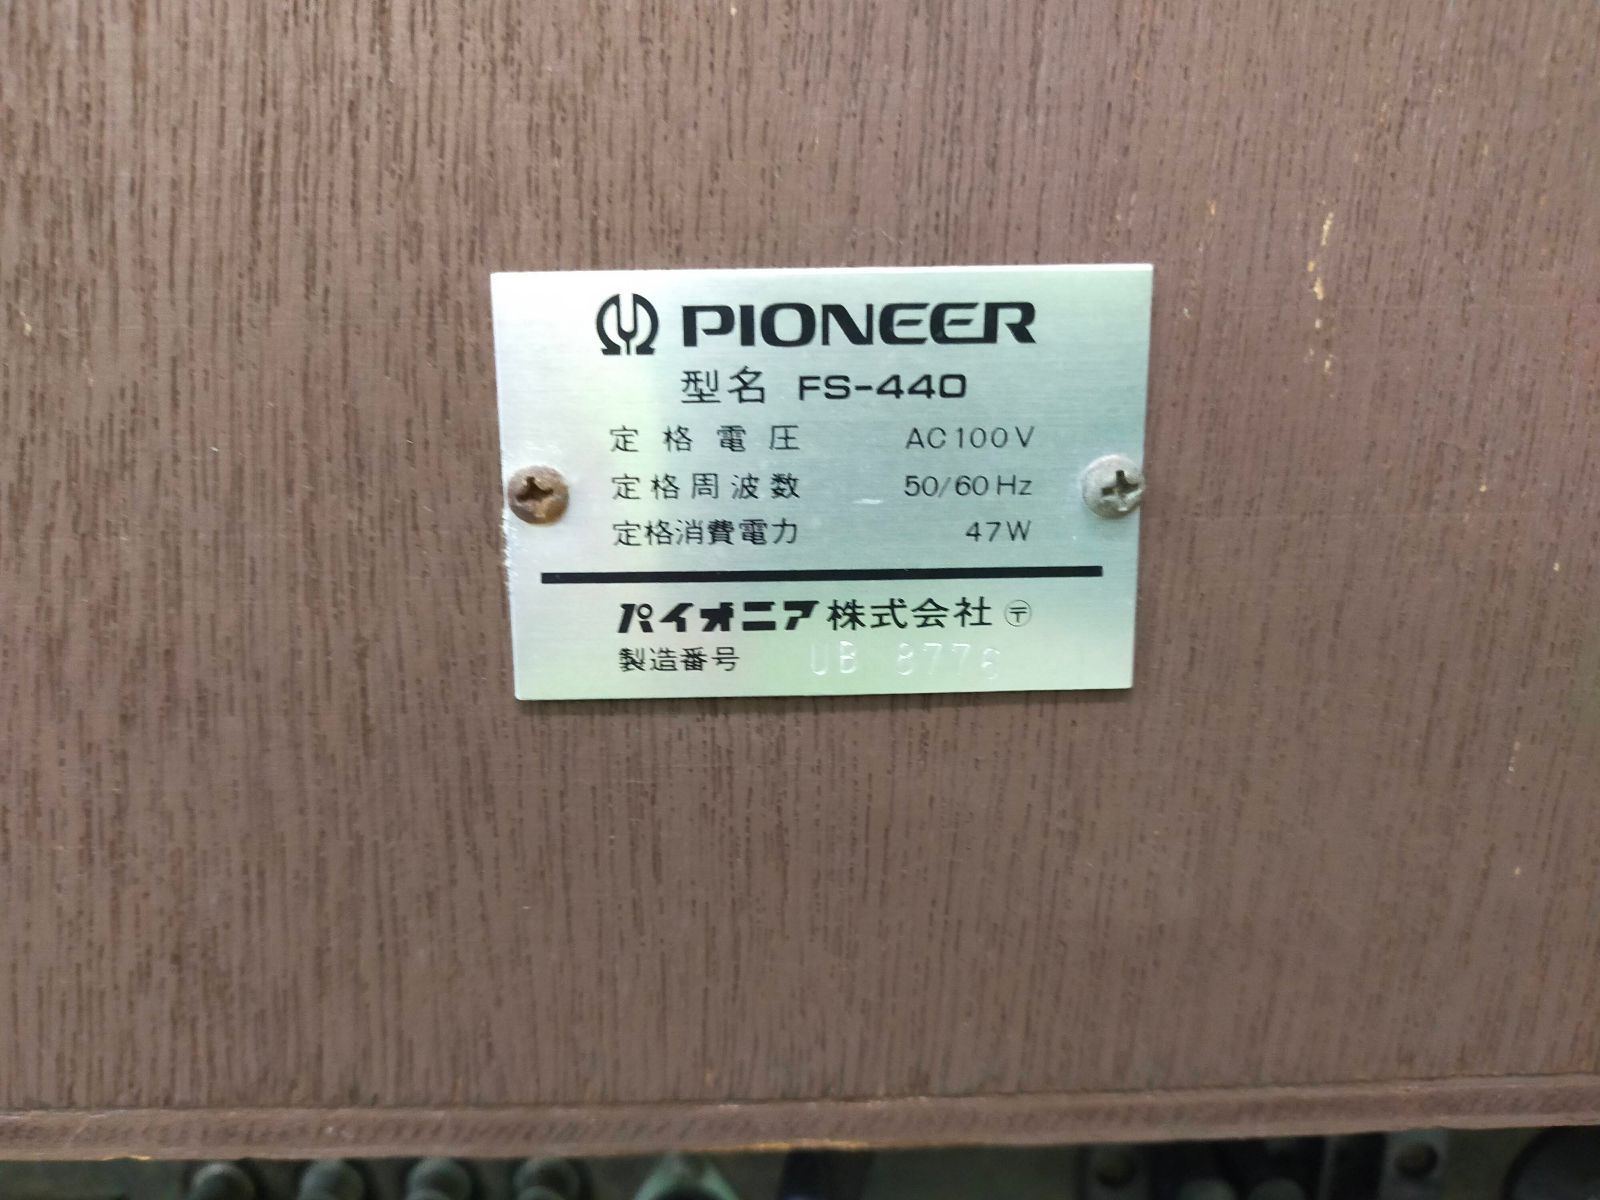 PIONEER
型名 FS-440
定格電圧 AC100V
定格周波数 50/60Hz
定格消費電力 47W
パイオニア株式会社 〒
製造番号 UB